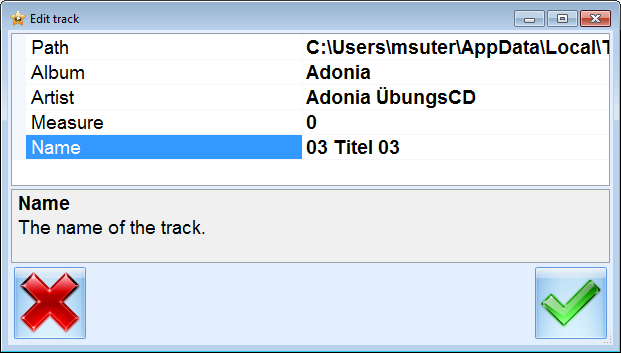 Edit track
Path C:\Users\msuter\AppData\Local\T
Album Adonia
Artist Adonia ÜbungsCD
Measure 0
Name 03 Titel 03
Name
The name of the track.